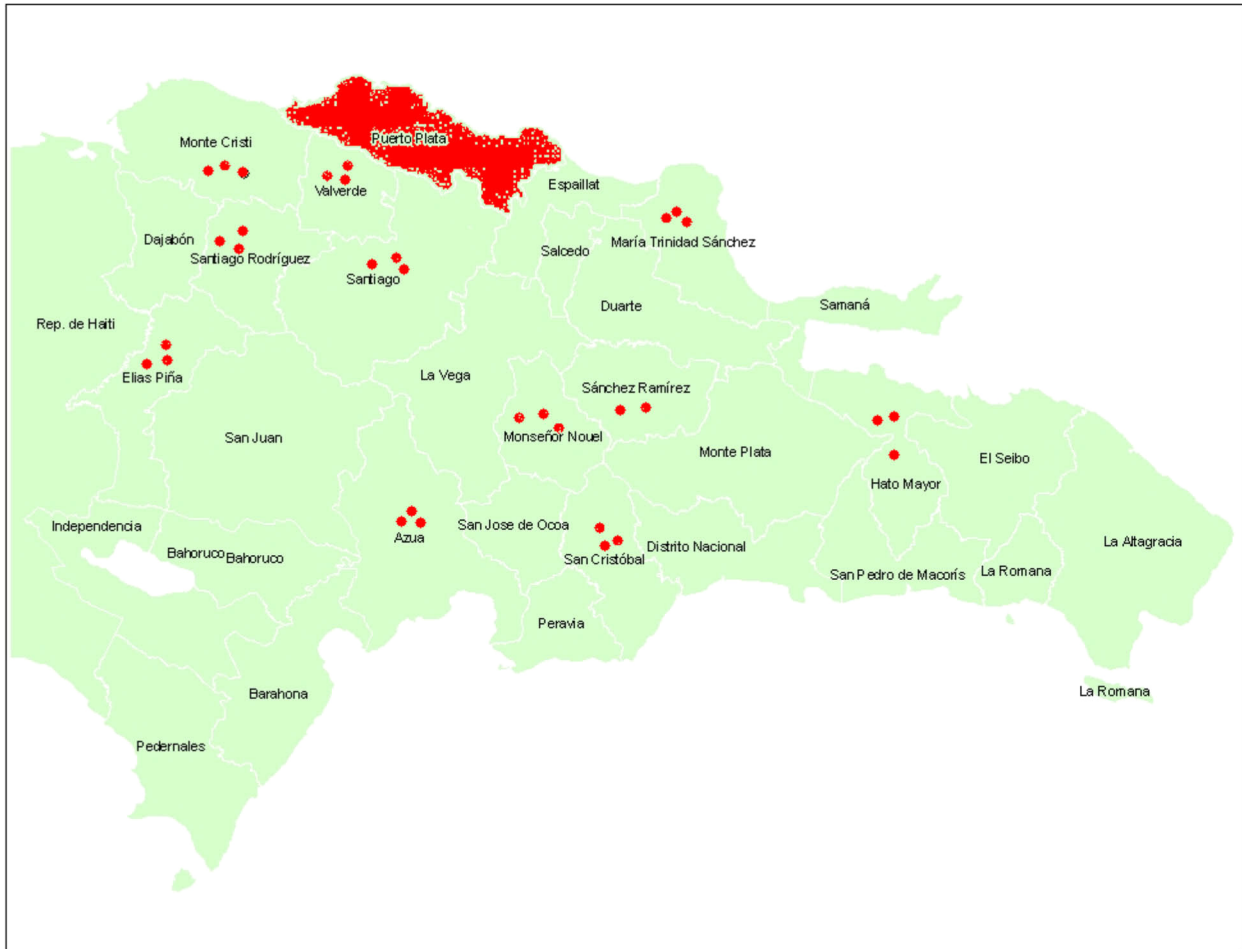 Puerto Plata
Monte Cristi
Valverde
Espaillat
Dajabón
Santiago Rodríguez
María Trinidad Sánchez
Salcedo
Santiago
Samaná
Duarte
Rep. de Haiti
Elias Piña
La Vega
Sánchez Ramírez
San Juan
Monseñor Nouel
Monte Plata
El Seibo
Hato Mayor
Independencia
San Jose de Ocoa
Azua
Bahoruco
Bahoruco
San Cristóbal
Distrito Nacional
La Altagracia
San Pedro de Macorís
La Romana
Peravia
Barahona
La Romana
Pedernales